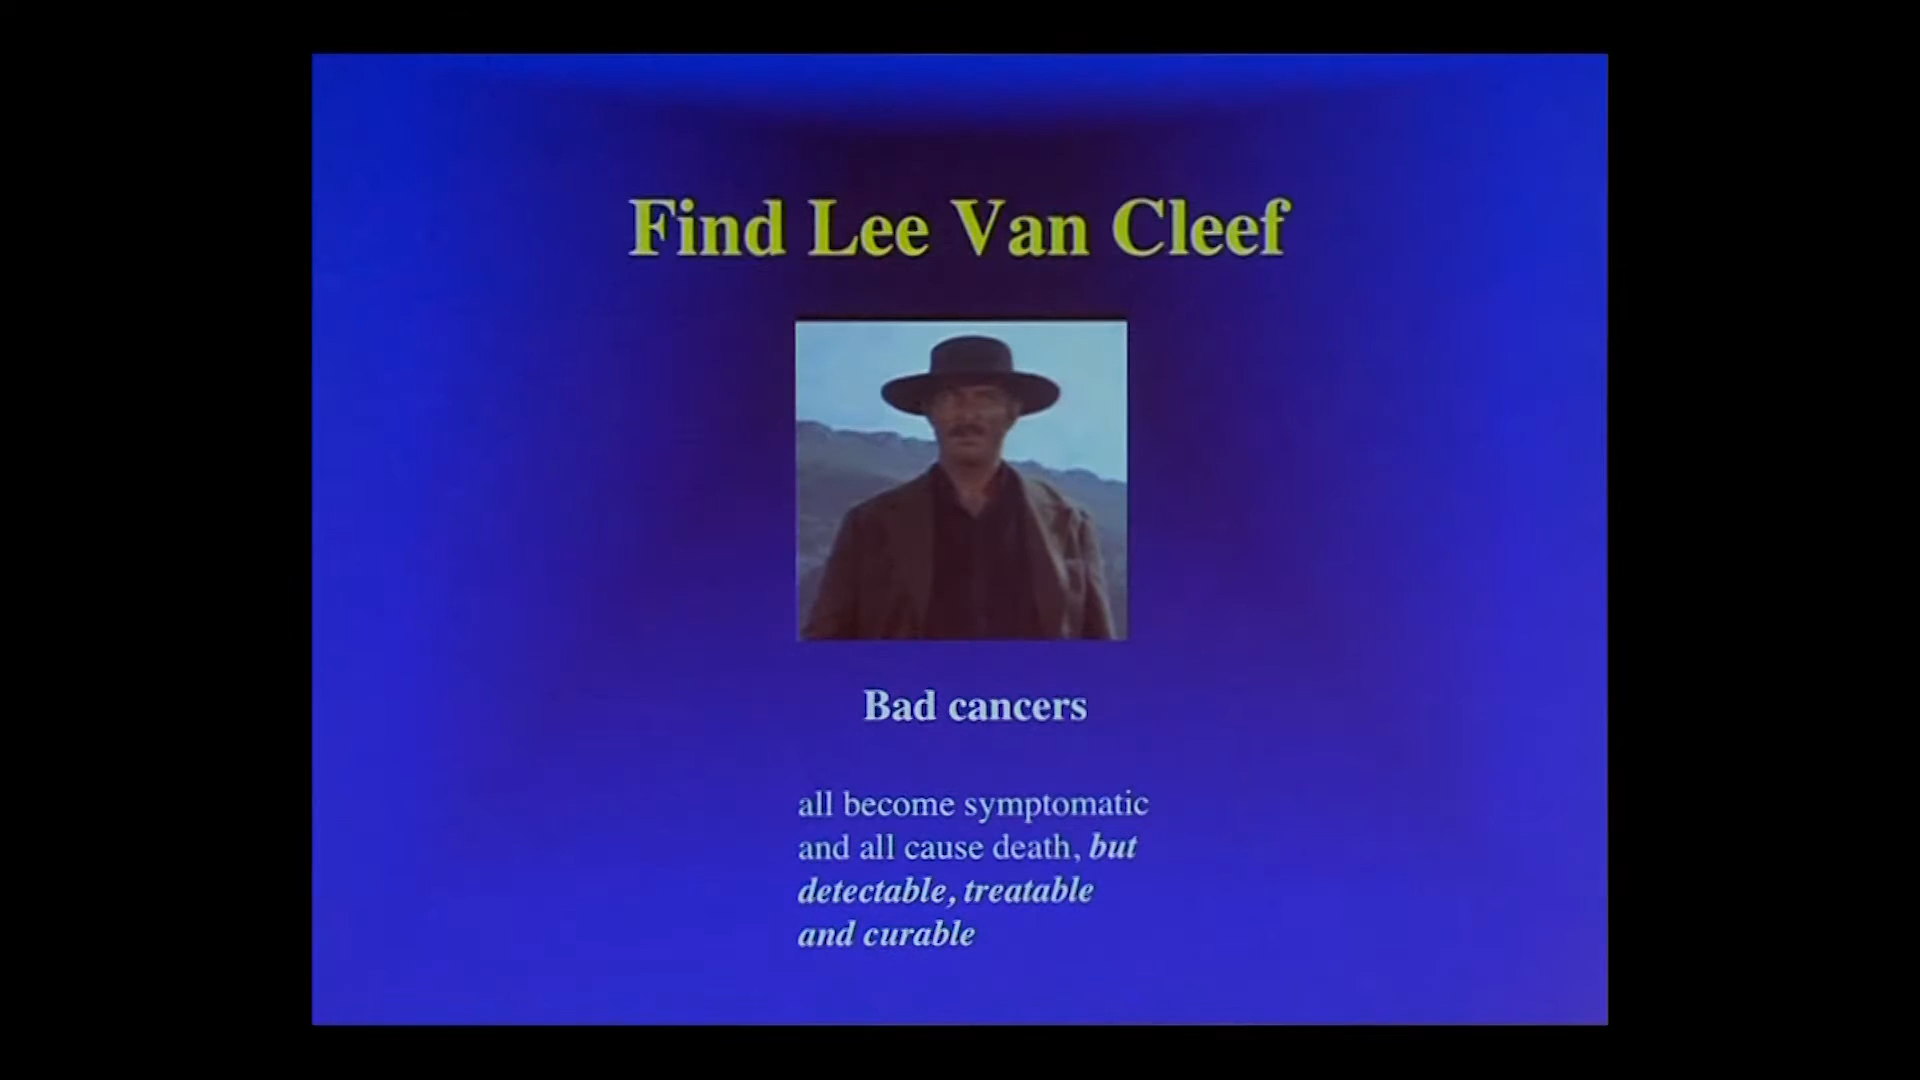 Find Lee Van Cleef
Bad cancers
all become symptomatic
and all cause death, but
detectable, treatable
and curable